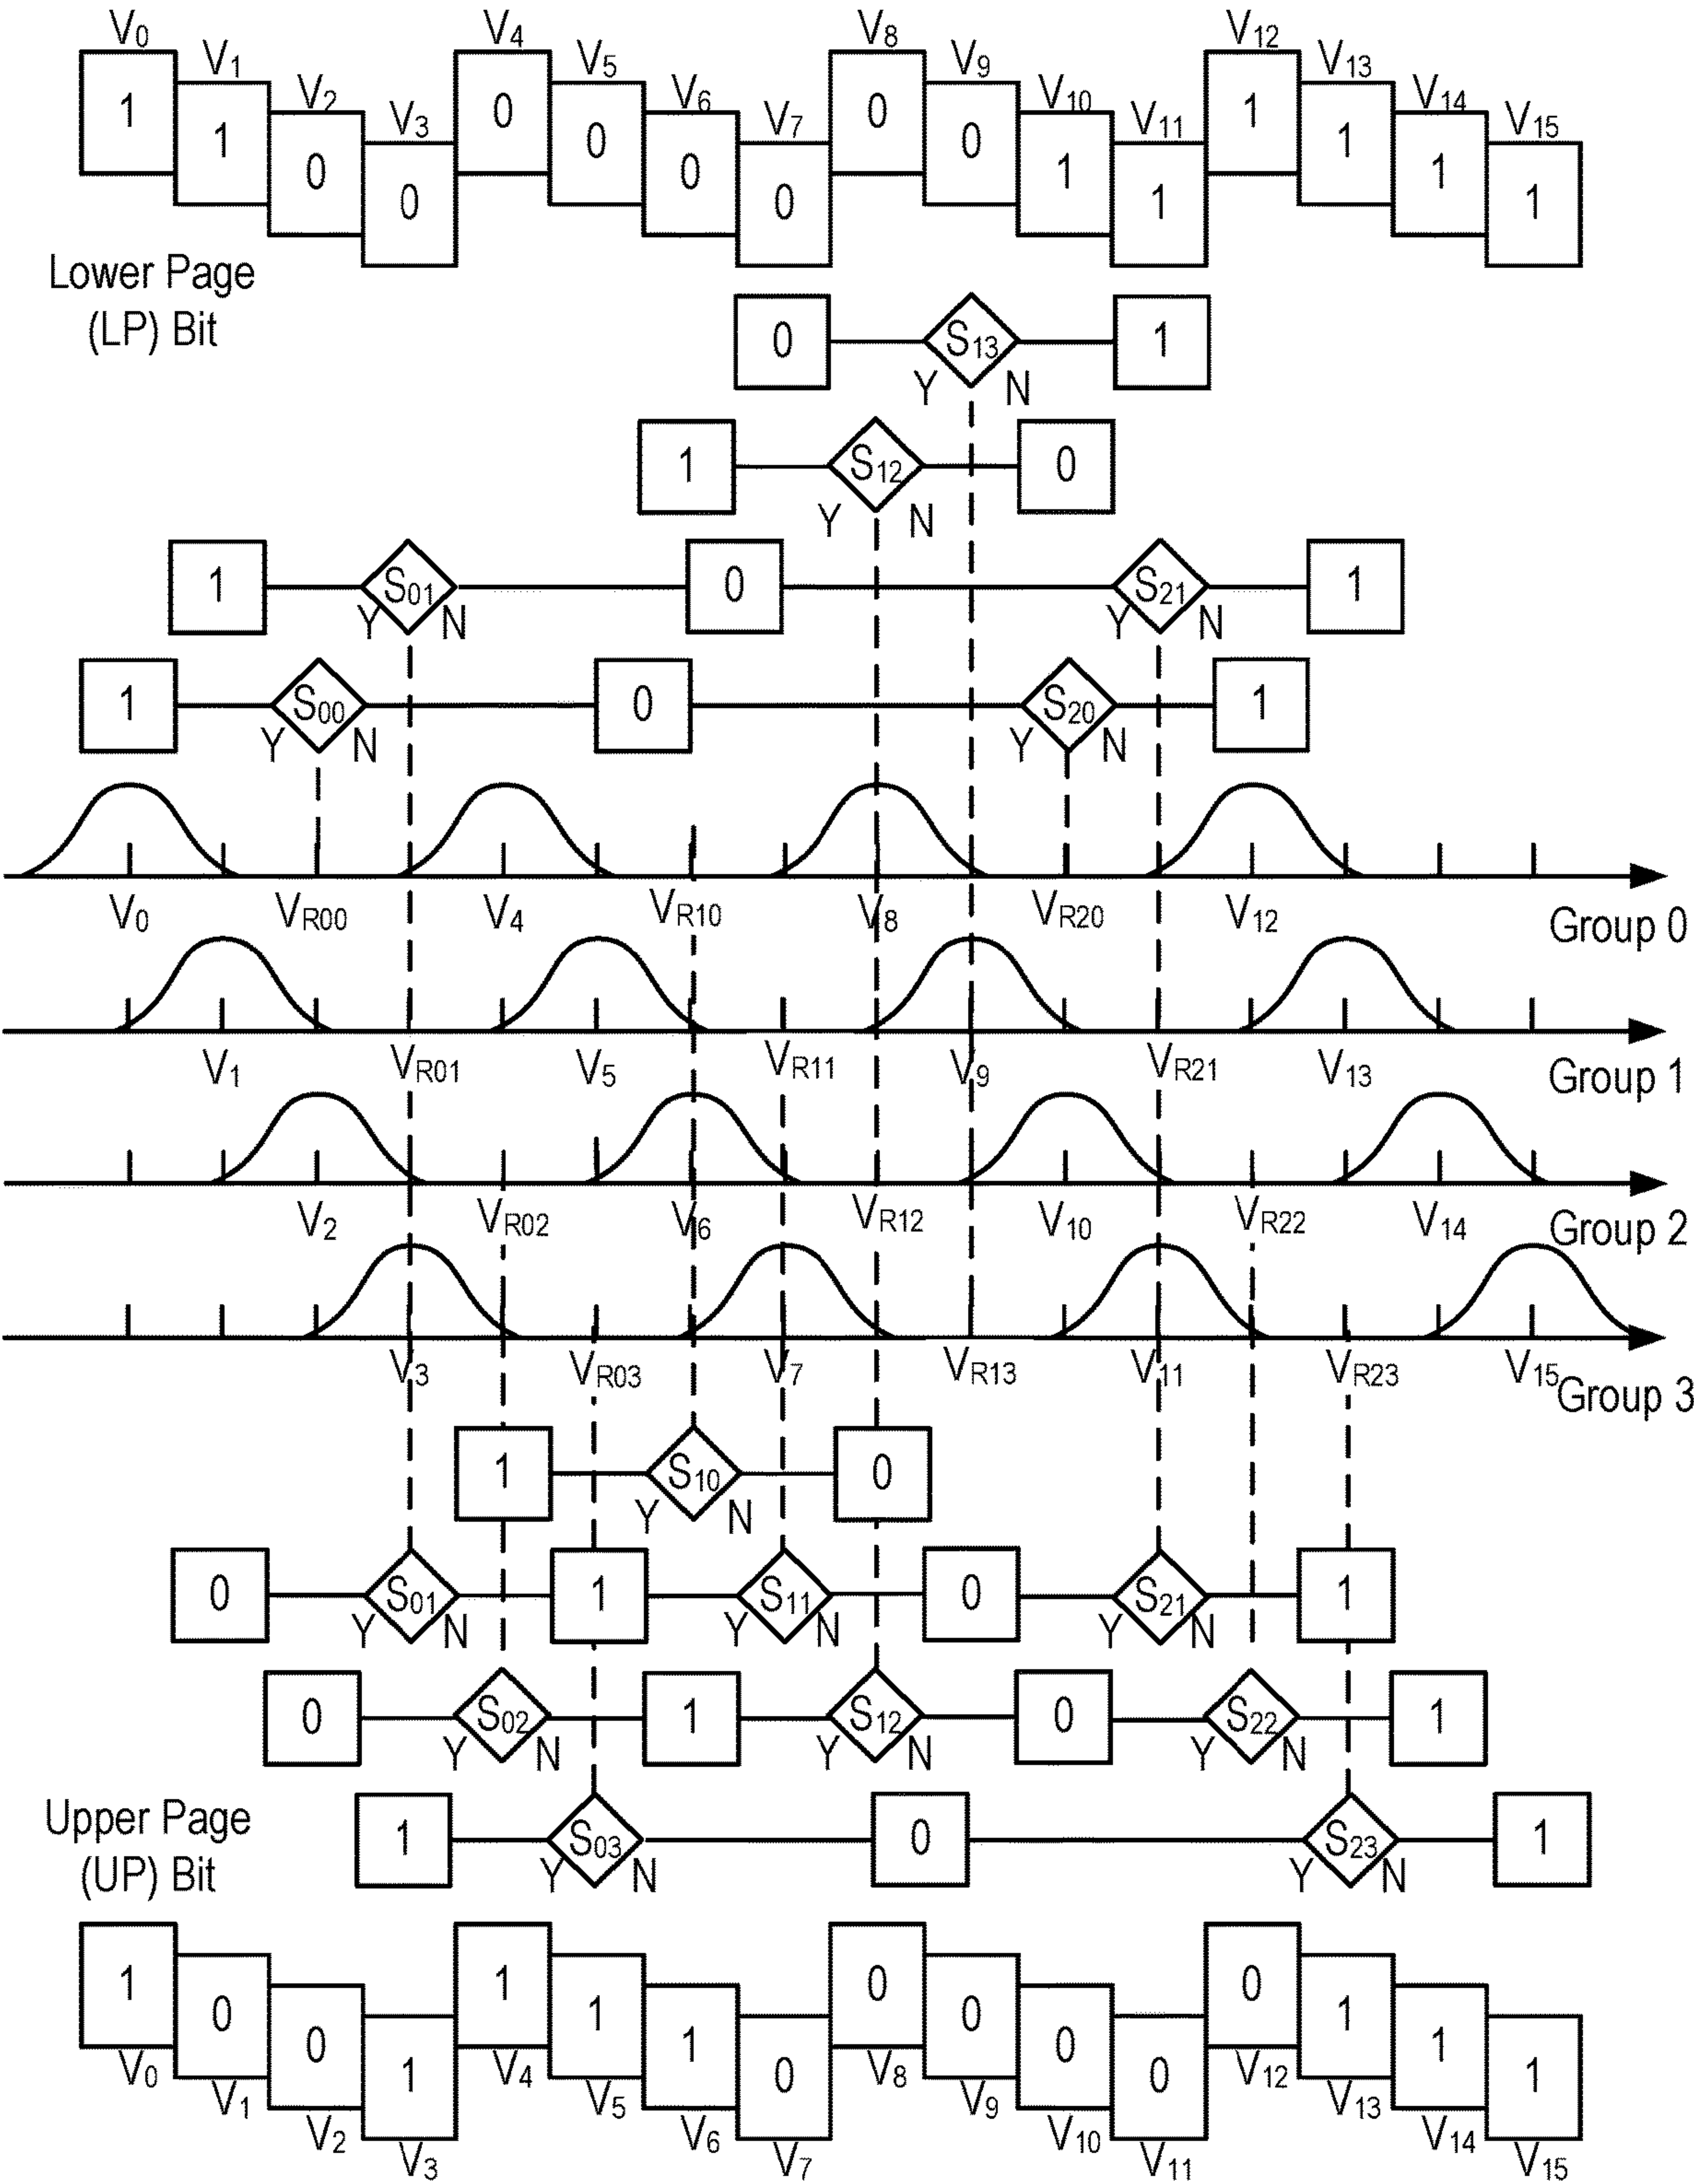 V0 V4 V8 V12
V1 V5 V9 V13
V2 V6 V10 V14
V3 V7 V11 V15
1 1 0 0 0 0 0 0 0 0 1 1 1 1 1 1
Lower Page
(LP) Bit
0 S13 1
Y N
1 S12 0
Y N
1 S01 0 S21 1
Y N Y N
1 S00 0 S20 1
Y N Y N
V0 VR00 V4 VR10 V8 VR20 V12 Group 0
V1 VR01 V5 VR11 V9 VR21 V13 Group 1
V2 VR02 V6 VR12 V10 VR22 V14 Group 2
V3 VR03 V7 VR13 V11 VR23 V15 Group 3
1 S10 0
Y N
0 S01 1 S11 0 S21 1
Y N Y N Y N
0 S02 1 S12 0 S22 1
Y N Y N Y N
Upper Page
(UP) Bit
1 S03 0 S23 1
Y N Y N
1 0 0 1 1 1 1 0 0 0 0 0 0 1 1 1
V0 V4 V8 V12
V1 V5 V9 V13
V2 V6 V10 V14
V3 V7 V11 V15